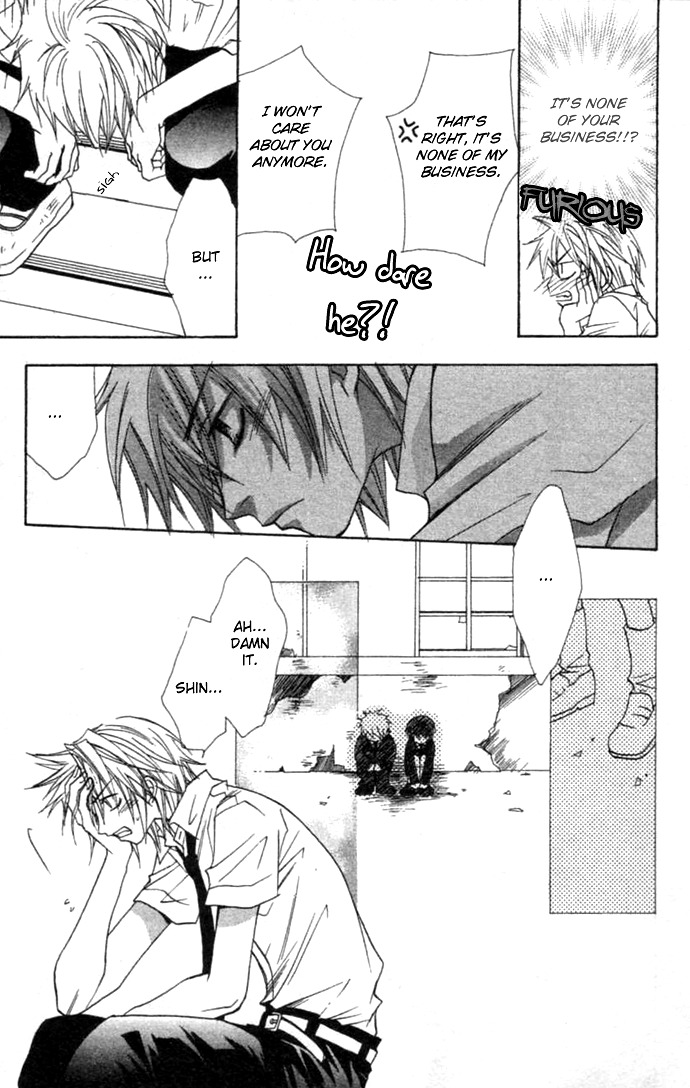 IT'S NONE
OF YOUR
BUSINESS!!?
FURIOUS
THAT'S
RIGHT, IT'S
NONE OF MY
BUSINESS.
I WON'T
CARE
ABOUT YOU
ANYMORE.
How dare
he?!
sigh
BUT
...
...
...
AH...
DAMN
IT.
SHIN...